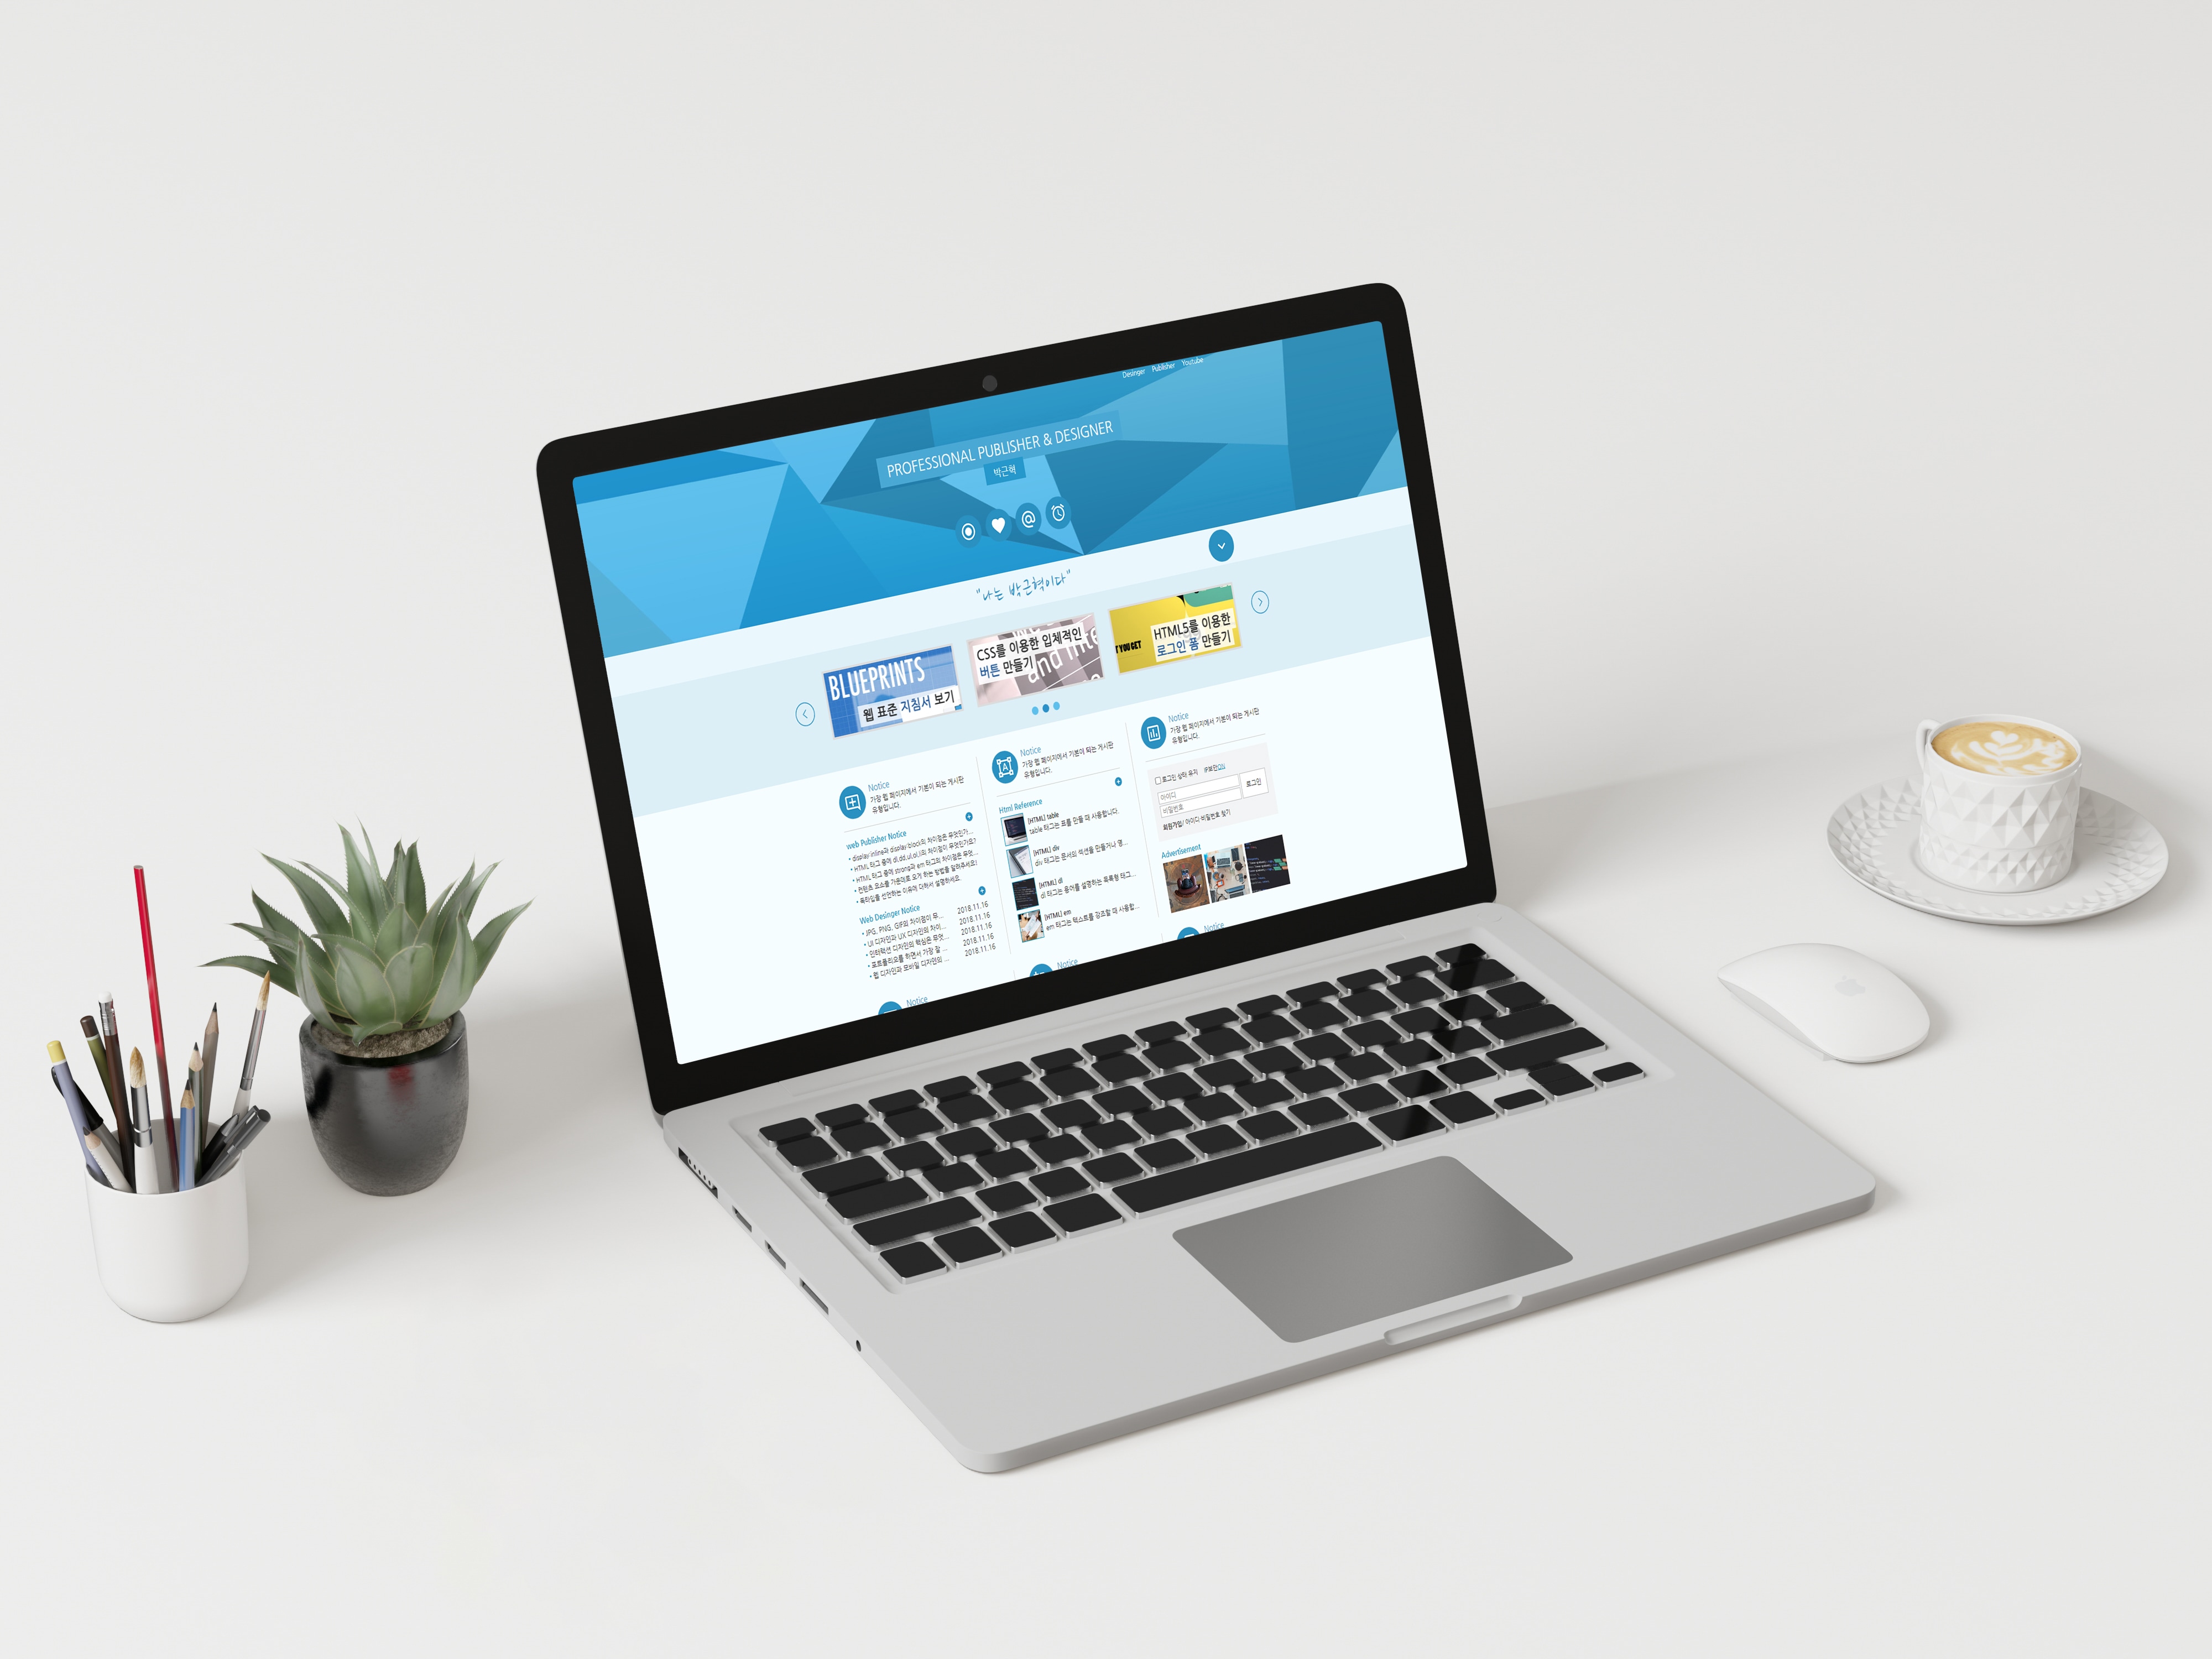 Desinger Publisher Youtube
PROFESSIONAL PUBLISHER & DESIGNER
박근혁
"나는 박근혁이다"
BLUEPRINTS
웹 표준 지침서 보기
CSS를 이용한 입체적인
버튼 만들기
and inte
T YOU GET
HTML5를 이용한
로그인 폼 만들기
Notice
가장 웹 페이지에서 기본이 되는 게시판
유형입니다.
web Publisher Notice
• display:inline과 display:block의 차이점은 무엇인가...
• HTML 태그 중에 dl,dd,ul,ol,li의 차이점이 무엇인가요?
• HTML 태그 중에 strong과 em 태그의 차이점은 무엇...
• 컨텐츠 요소를 가운데로 오게 하는 방법을 알려주세요!
• 독타입을 선언하는 이유에 대해서 설명하세요.
Web Desinger Notice
• JPG, PNG, GIF의 차이점이 무... 2018.11.16
• UI 디자인과 UX 디자인의 차이... 2018.11.16
• 인터랙션 디자인의 핵심은 무엇... 2018.11.16
• 포트폴리오를 하면서 가장 잘 ... 2018.11.16
• 웹 디자인과 모바일 디자인의 ... 2018.11.16
Notice
Notice
가장 웹 페이지에서 기본이 되는 게시판
유형입니다.
Html Reference
[HTML] table
table 태그는 표를 만들 때 사용합니다.
[HTML] div
div 태그는 문서의 섹션을 만들거나 영...
[HTML] dl
dl 태그는 용어를 설명하는 목록형 태그...
[HTML] em
em 태그는 텍스트를 강조할 때 사용합...
Notice
Notice
가장 웹 페이지에서 기본이 되는 게시판
유형입니다.
로그인 상태 유지 IP보안ON
아이디
비밀번호
로그인
회원가입/ 아이디·비밀번호 찾기
Advertisement
Notice